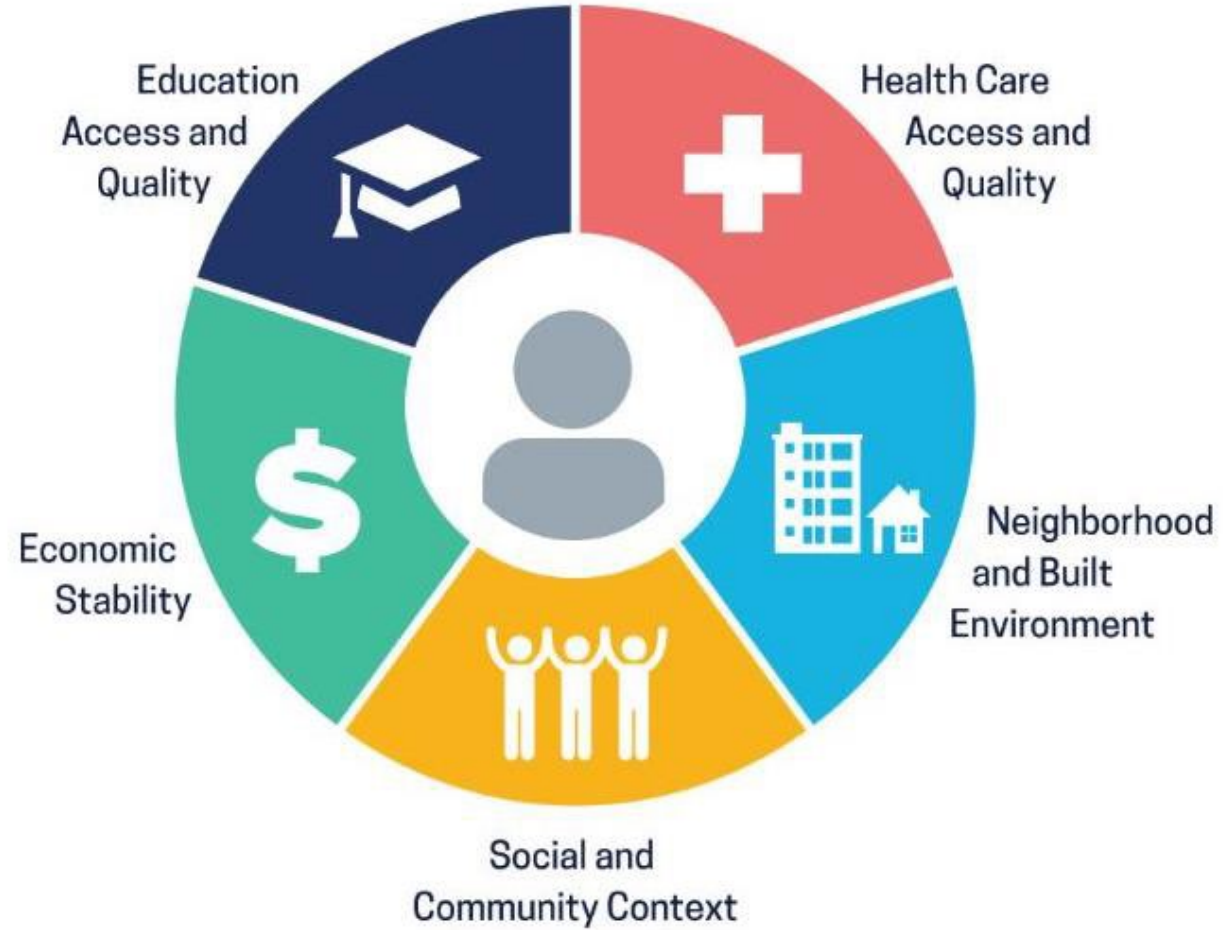 Education
Access and
Quality
Health Care
Access and
Quality
Economic
Stability
Neighborhood
and Built
Environment
Social and
Community Context